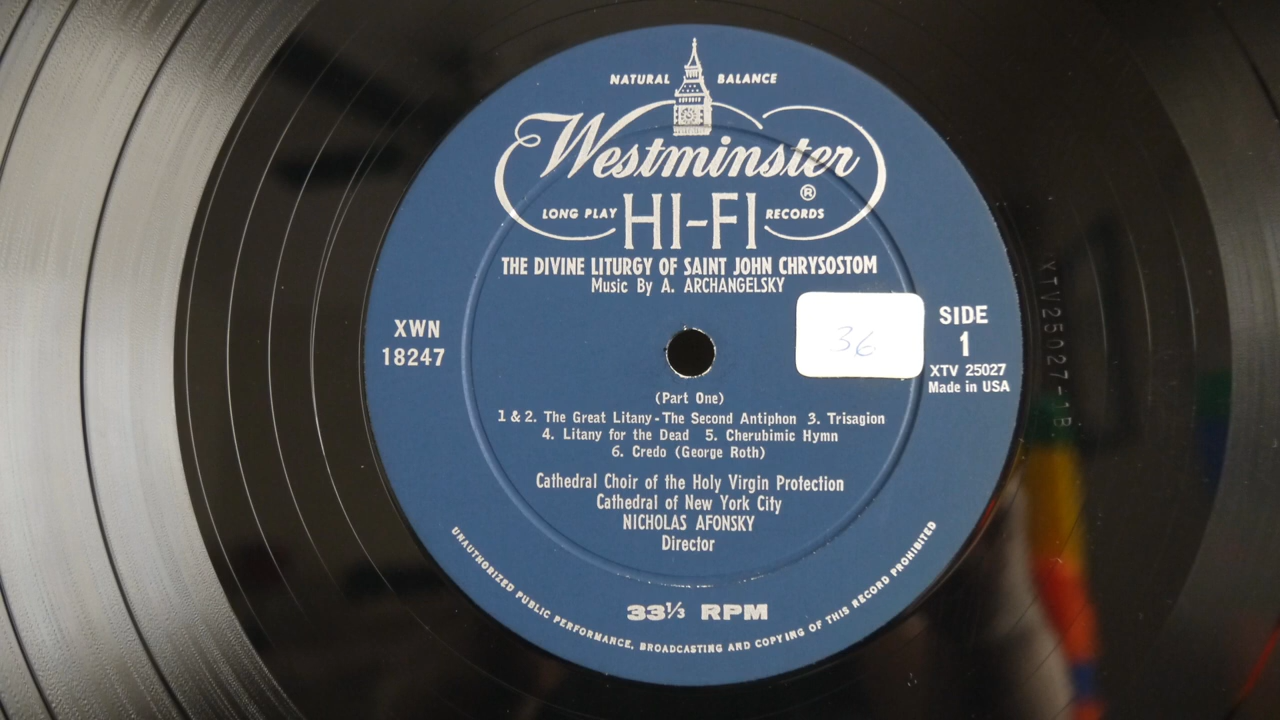 NATURAL BALANCE
Westminster
®
LONG PLAY HI-FI RECORDS
THE DIVINE LITURGY OF SAINT JOHN CHRYSOSTOM
Music By A. ARCHANGELSKY
XWN
18247
36
SIDE
1
XTV 25027
Made in USA
(Part One)
1 & 2. The Great Litany - The Second Antiphon 3. Trisagion
4. Litany for the Dead 5. Cherubimic Hymn
6. Credo (George Roth)
Cathedral Choir of the Holy Virgin Protection
Cathedral of New York City
NICHOLAS AFONSKY
Director
33⅓ RPM
UNAUTHORIZED PUBLIC PERFORMANCE, BROADCASTING AND COPYING OF THIS RECORD PROHIBITED
XTV25027-1B